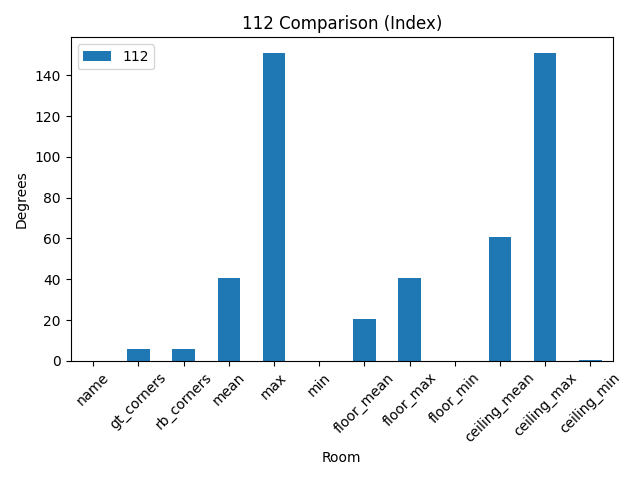 112 Comparison (Index)
112
Degrees
140
120
100
80
60
40
20
0
name
gt_corners
rb_corners
mean
max
min
floor_mean
floor_max
floor_min
ceiling_mean
ceiling_max
ceiling_min
Room